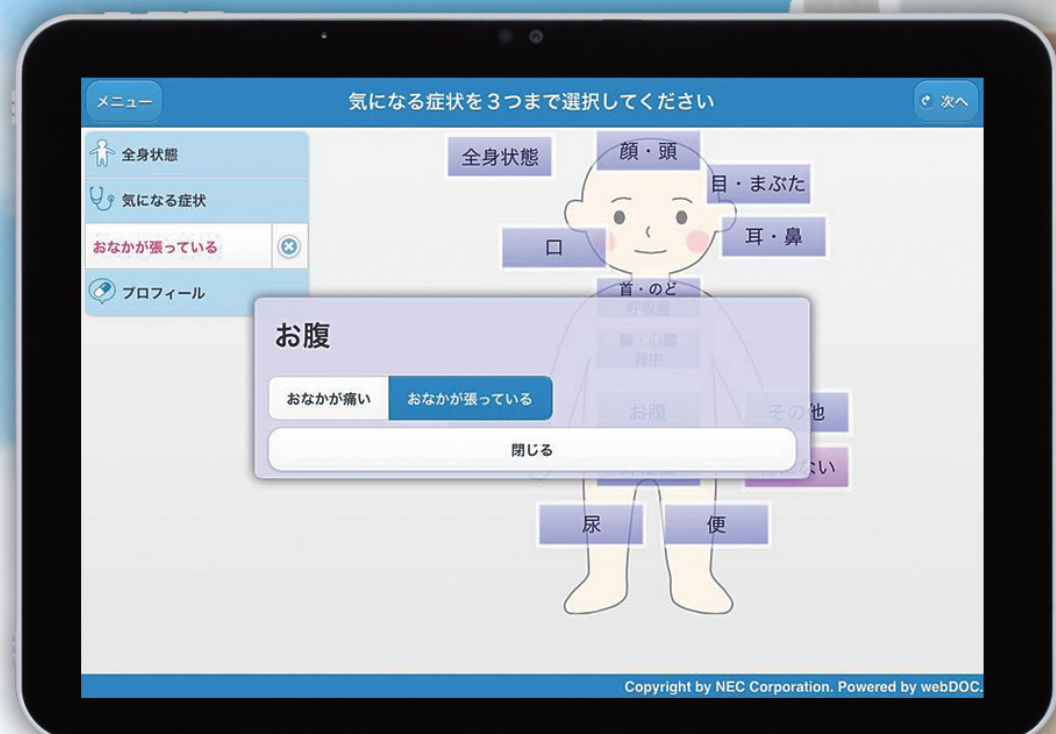 メニュー
気になる症状を3つまで選択してください
次へ
全身状態
気になる症状
おなかが張っている
プロフィール
全身状態
顔・頭
目・まぶた
口
耳・鼻
首・のど
呼吸器
胸・心臓
背中
お腹
おなかが痛い
おなかが張っている
閉じる
お腹
その他
尿
便
Copyright by NEC Corporation. Powered by webDOC.